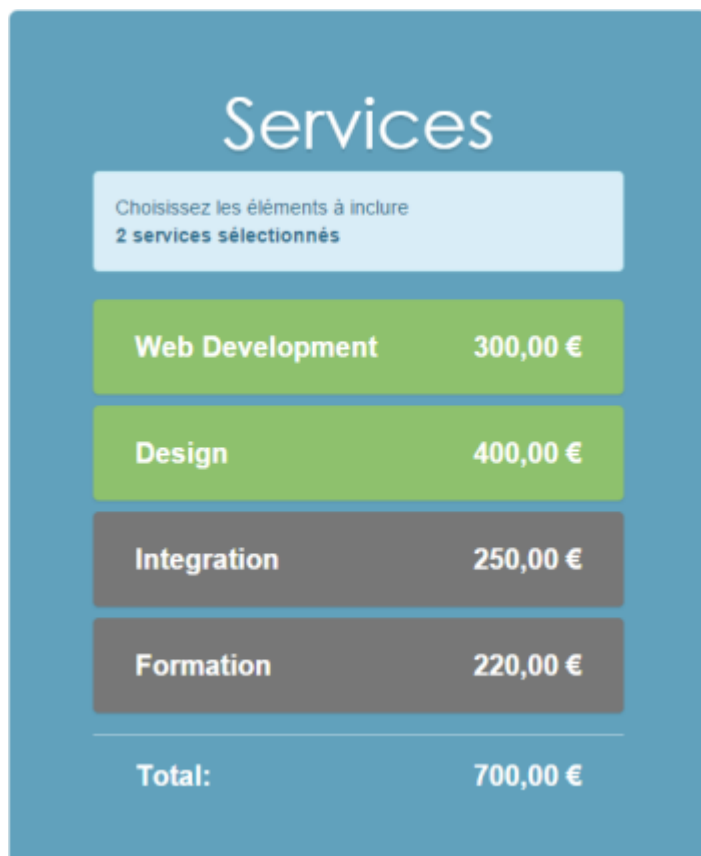 Services
Choisissez les éléments à inclure
2 services sélectionnés
Web Development 300,00 €
Design 400,00 €
Integration 250,00 €
Formation 220,00 €
Total: 700,00 €